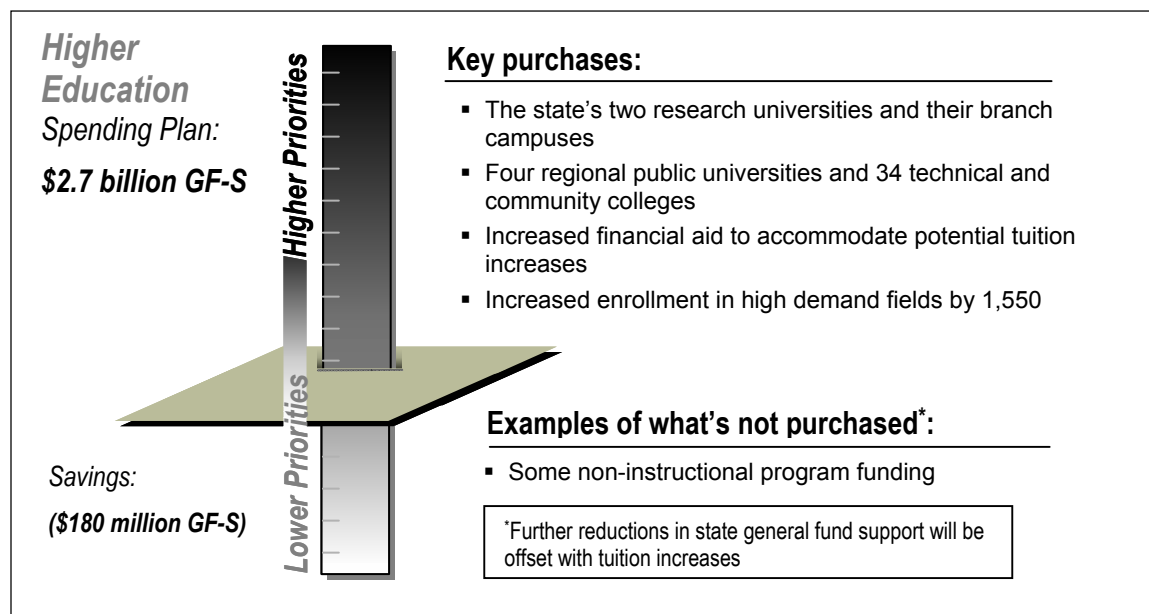 Higher
Education
Spending Plan:
$2.7 billion GF-S
Higher Priorities
Key purchases:
▪ The state’s two research universities and their branch
campuses
▪ Four regional public universities and 34 technical and
community colleges
▪ Increased financial aid to accommodate potential tuition
increases
▪ Increased enrollment in high demand fields by 1,550
Lower Priorities
Savings:
($180 million GF-S)
Examples of what’s not purchased*:
▪ Some non-instructional program funding
*Further reductions in state general fund support will be
offset with tuition increases